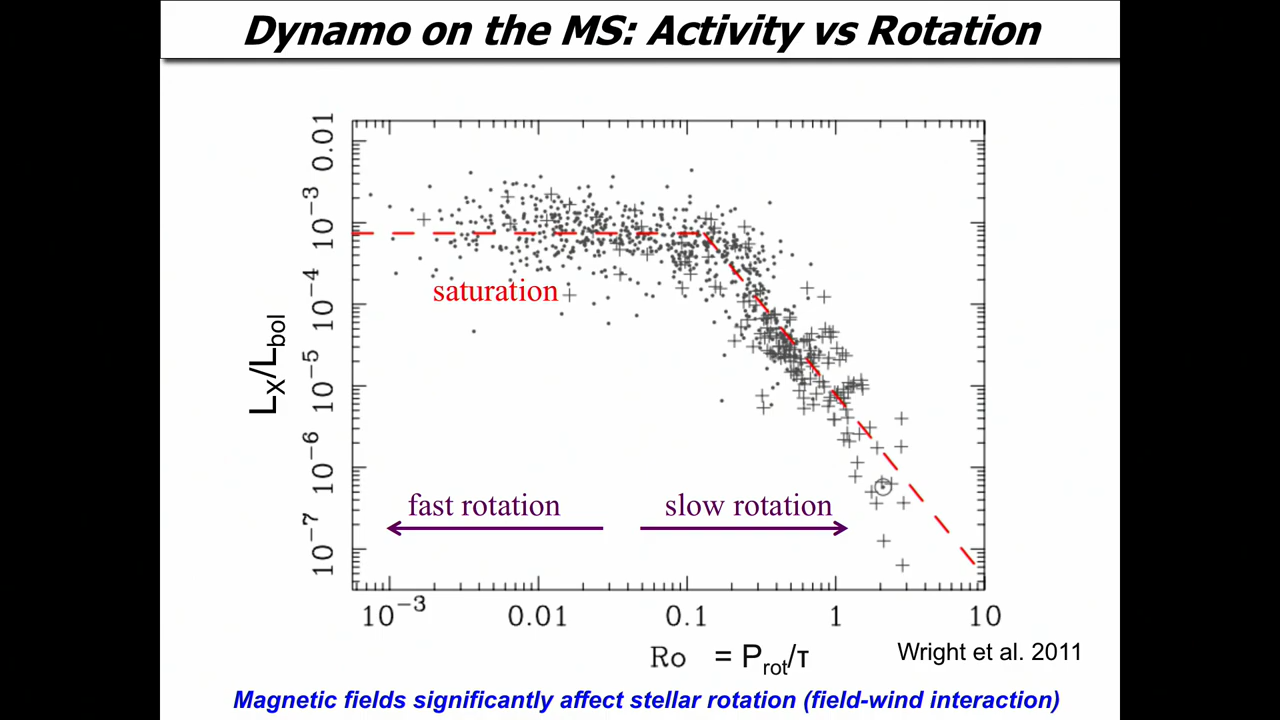 Dynamo on the MS: Activity vs Rotation
0.01
10⁻³
10⁻⁴
10⁻⁵
10⁻⁶
10⁻⁷
L_X/L_bol
saturation
fast rotation
slow rotation
10⁻³ 0.01 0.1 1 10
Ro = P_rot/τ
Wright et al. 2011
Magnetic fields significantly affect stellar rotation (field-wind interaction)